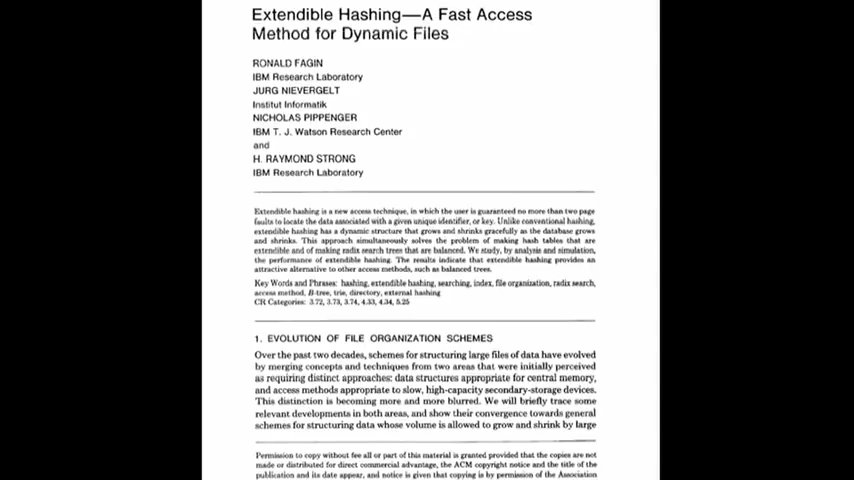 Extendible Hashing—A Fast Access
Method for Dynamic Files
RONALD FAGIN
IBM Research Laboratory
JURG NIEVERGELT
Institut Informatik
NICHOLAS PIPPENGER
IBM T. J. Watson Research Center
and
H. RAYMOND STRONG
IBM Research Laboratory
Extendible hashing is a new access technique, in which the user is guaranteed no more than two page
faults to locate the data associated with a given unique identifier, or key. Unlike conventional hashing,
extendible hashing has a dynamic structure that grows and shrinks gracefully as the database grows
and shrinks. This approach simultaneously solves the problem of making hash tables that are
extendible and of making radix search trees that are balanced. We study, by analysis and simulation,
the performance of extendible hashing. The results indicate that extendible hashing provides an
attractive alternative to other access methods, such as balanced trees.
Key Words and Phrases: hashing, extendible hashing, searching, index, file organization, radix search,
access method, B-tree, trie, directory, external hashing
CR Categories: 3.72, 3.73, 3.74, 4.33, 4.34, 5.25
1. EVOLUTION OF FILE ORGANIZATION SCHEMES
Over the past two decades, schemes for structuring large files of data have evolved
by merging concepts and techniques from two areas that were initially perceived
as requiring distinct approaches: data structures appropriate for central memory,
and access methods appropriate to slow, high-capacity secondary-storage devices.
This distinction is becoming more and more blurred. We will briefly trace some
relevant developments in both areas, and show their convergence towards general
schemes for structuring data whose volume is allowed to grow and shrink by large
Permission to copy without fee all or part of this material is granted provided that the copies are not
made or distributed for direct commercial advantage, the ACM copyright notice and the title of the
publication and its date appear, and notice is given that copying is by permission of the Association